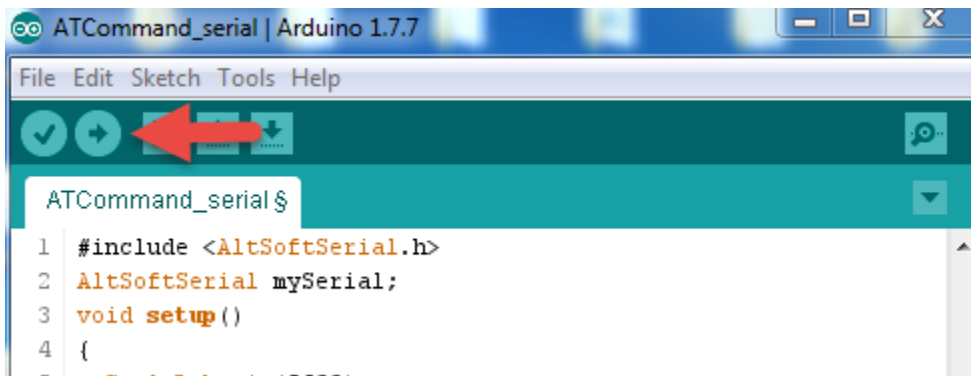 ATCommand_serial | Arduino 1.7.7
File Edit Sketch Tools Help
ATCommand_serial §
1 #include <AltSoftSerial.h>
2 AltSoftSerial mySerial;
3 void setup()
4 {